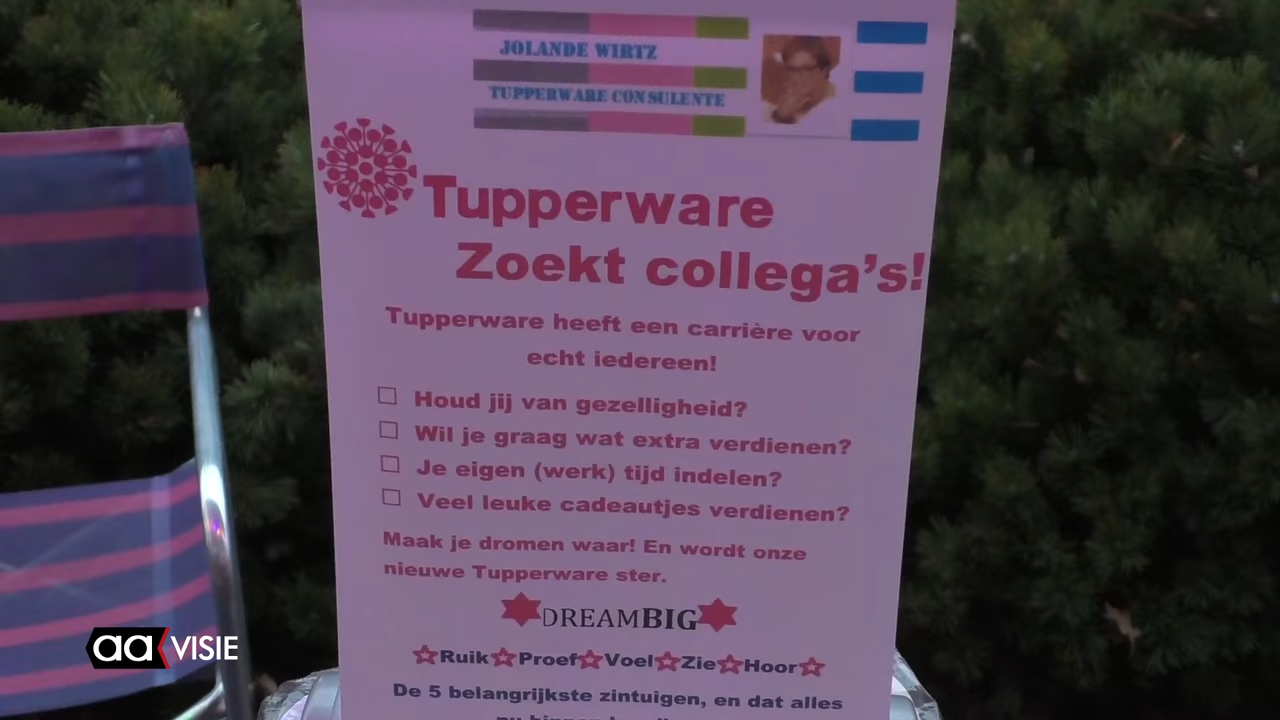 JOLANDE WIRTZ
TUPPERWARE CONSULENTE
Tupperware
Zoekt collega's!
Tupperware heeft een carrière voor
echt iedereen!
Houd jij van gezelligheid?
Wil je graag wat extra verdienen?
Je eigen (werk) tijd indelen?
Veel leuke cadeautjes verdienen?
Maak je dromen waar! En wordt onze
nieuwe Tupperware ster.
DREAMBIG
Ruik Proef Voel Zie Hoor
De 5 belangrijkste zintuigen, en dat alles
aa VISIE